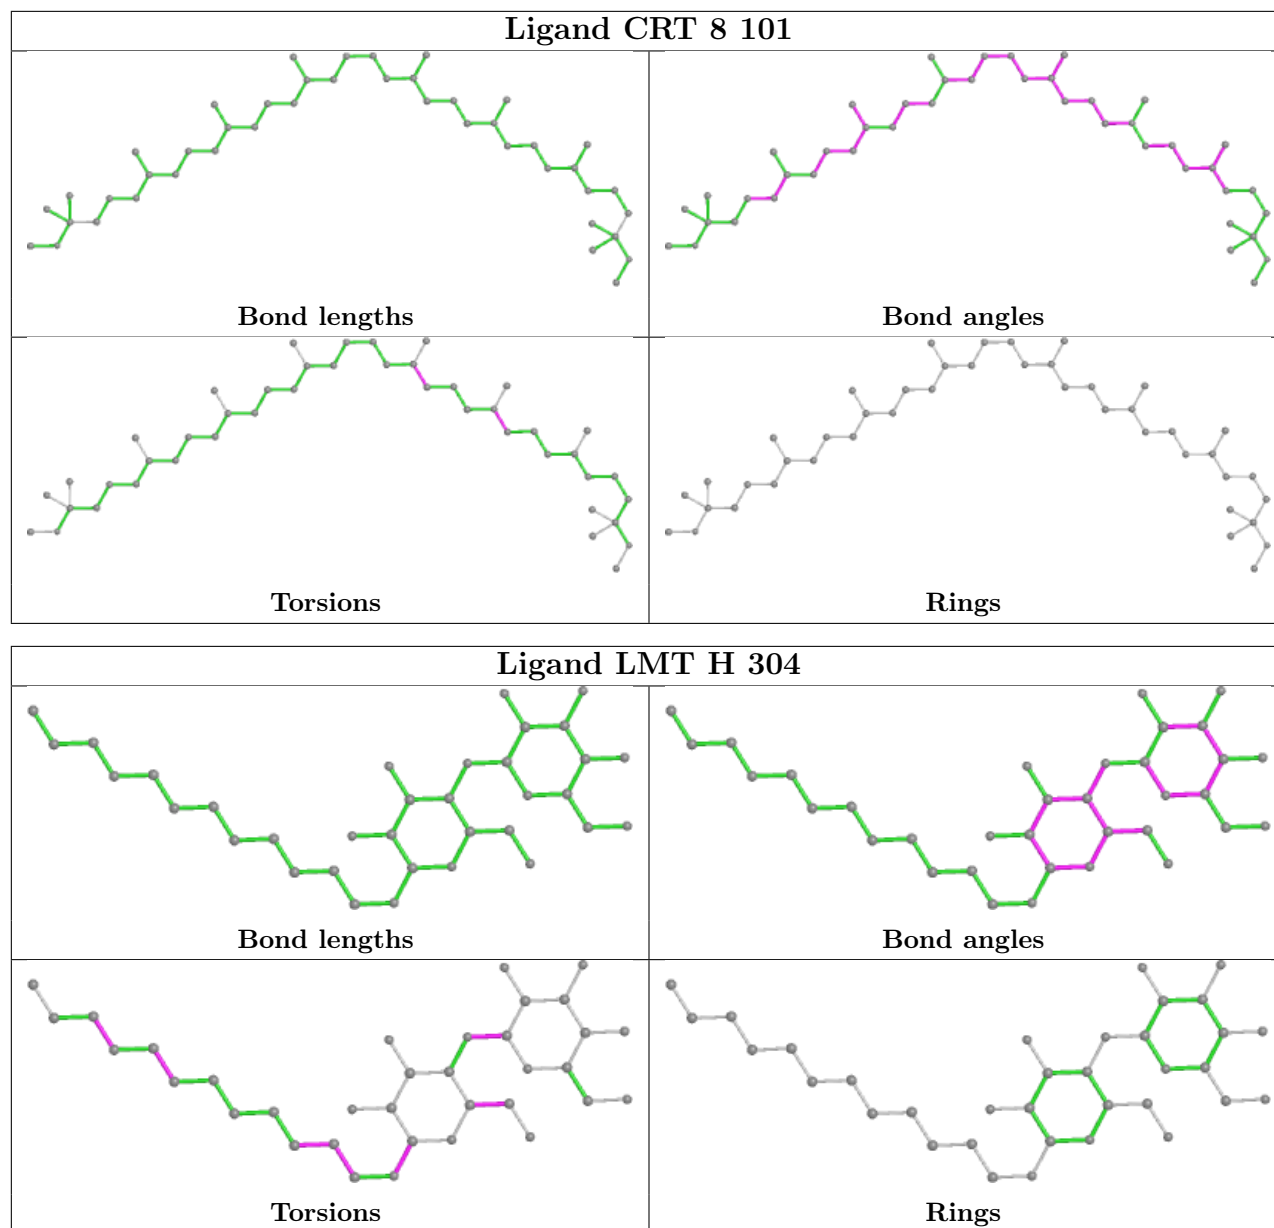 Ligand CRT 8 101
Bond lengths
Bond angles
Torsions
Rings
Ligand LMT H 304
Bond lengths
Bond angles
Torsions
Rings